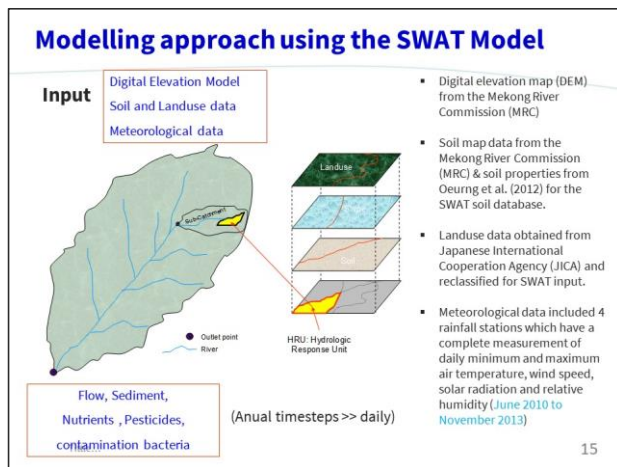 Modelling approach using the SWAT Model
Input
Digital Elevation Model
Soil and Landuse data
Meteorological data
Sub-Catchment
Outlet point
River
Landuse
Soil
HRU: Hydrologic
Response Unit
Flow, Sediment,
Nutrients , Pesticides,
contamination bacteria
(Anual timesteps >> daily)
▪ Digital elevation map (DEM)
from the Mekong River
Commission (MRC)
▪ Soil map data from the
Mekong River Commission
(MRC) & soil properties from
Oeurng et al. (2012) for the
SWAT soil database.
▪ Landuse data obtained from
Japanese International
Cooperation Agency (JICA) and
reclassified for SWAT input.
▪ Meteorological data included 4
rainfall stations which have a
complete measurement of
daily minimum and maximum
air temperature, wind speed,
solar radiation and relative
humidity (June 2010 to
November 2013)
15